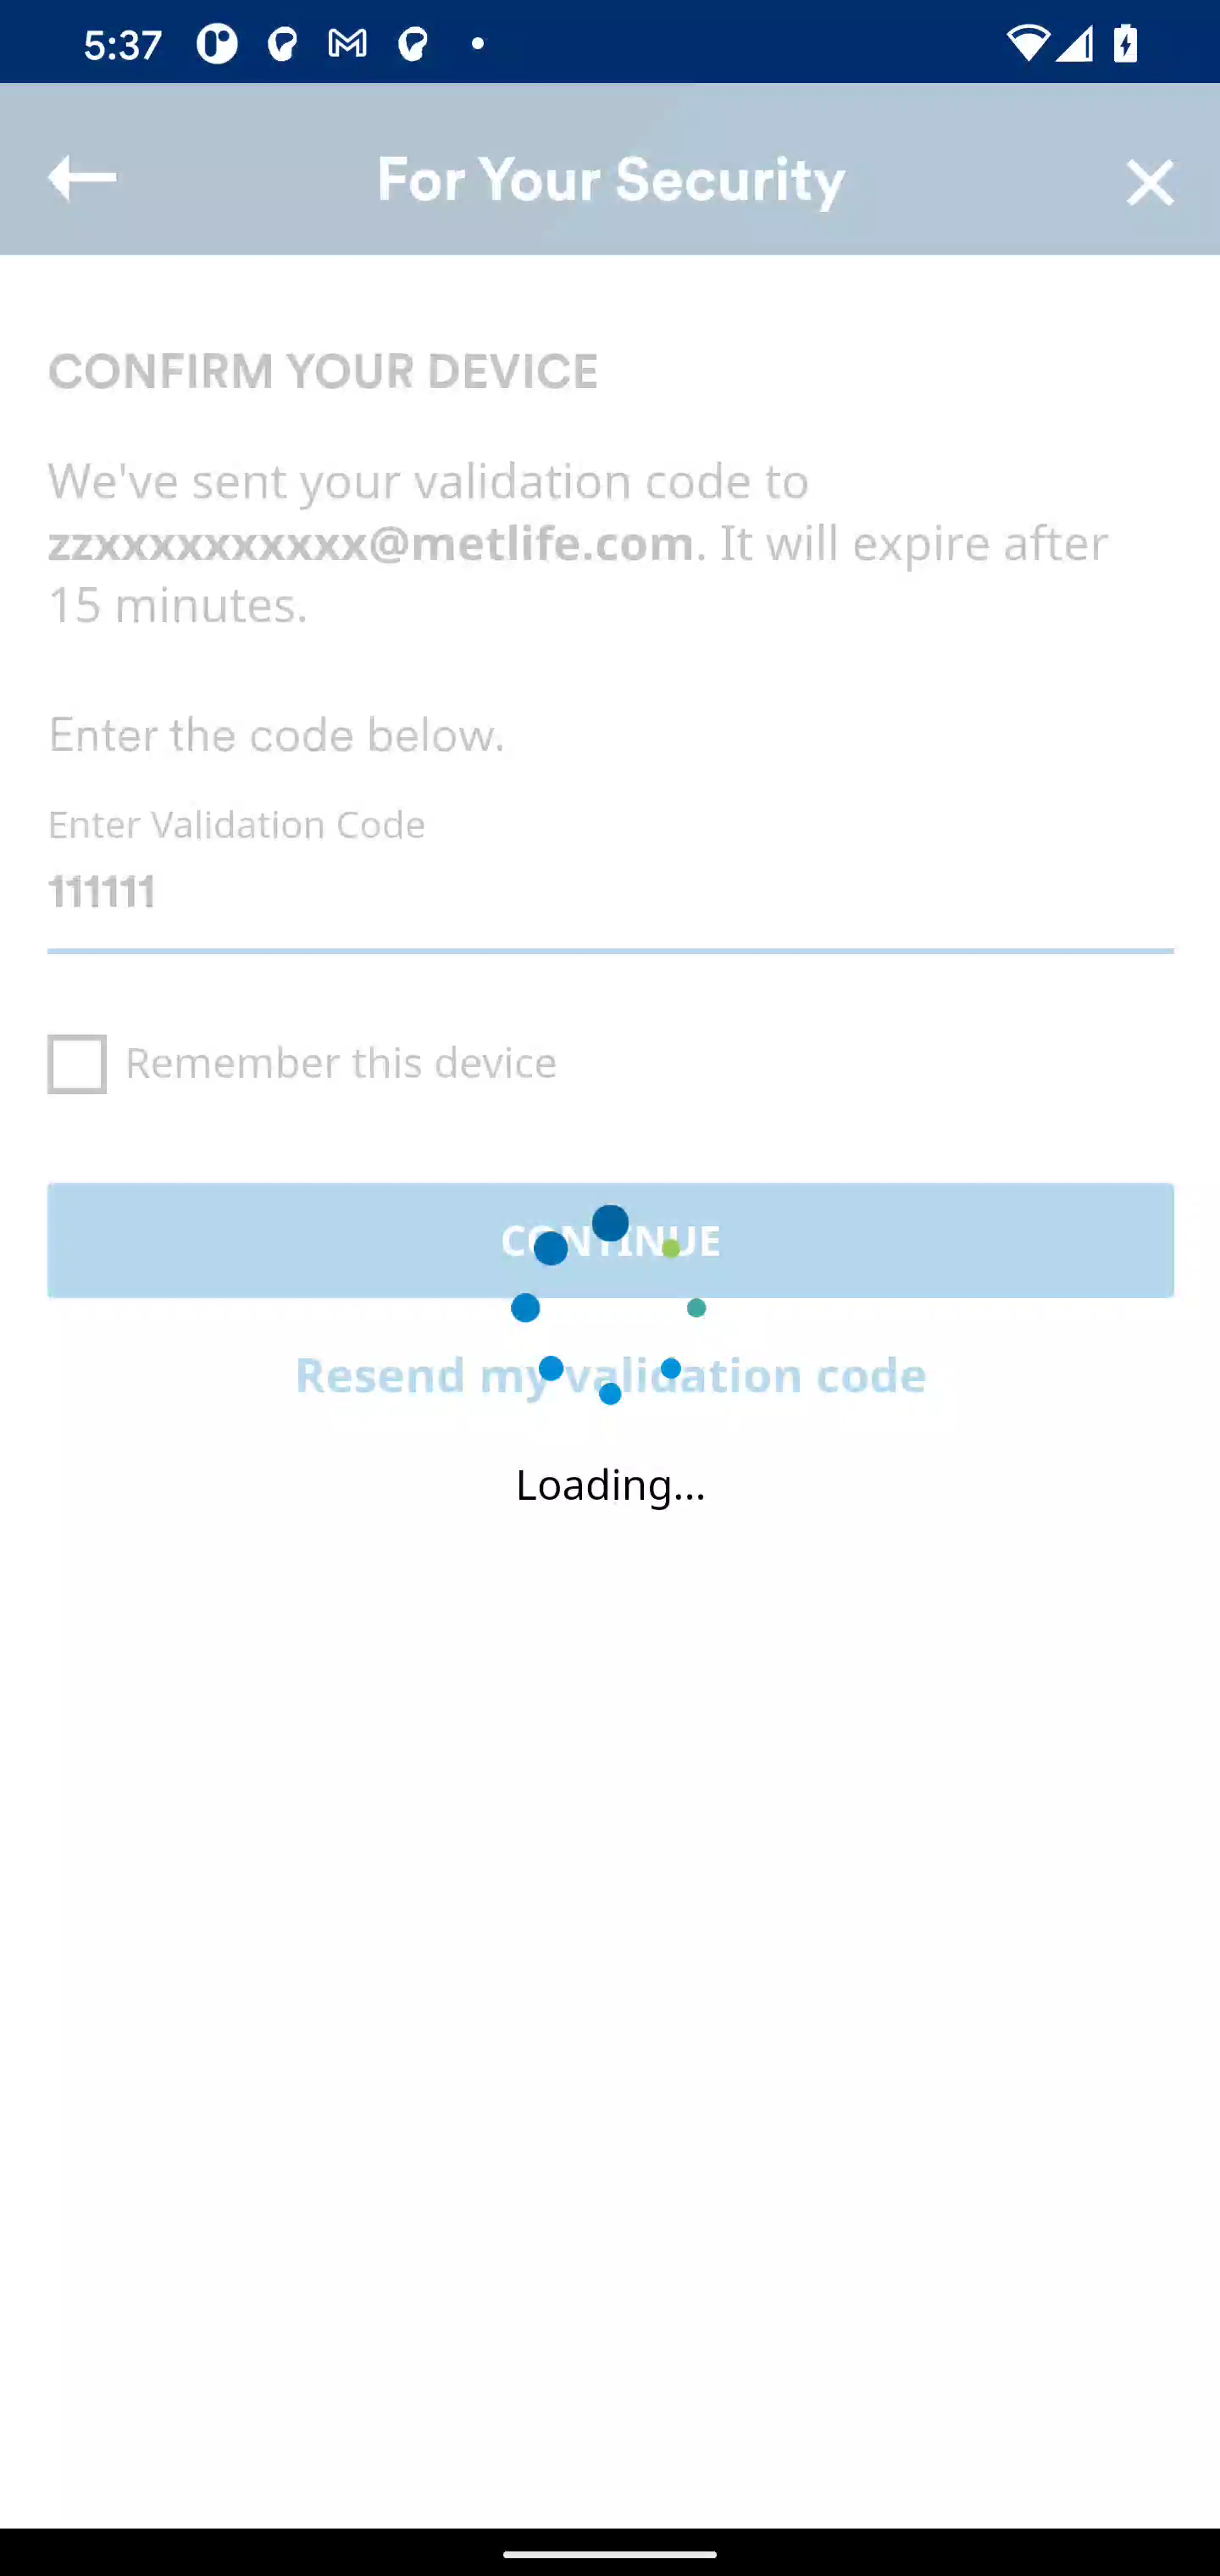 5:37
For Your Security
CONFIRM YOUR DEVICE
We've sent your validation code to
zzxxxxxxxxxx@metlife.com. It will expire after
15 minutes.
Enter the code below.
Enter Validation Code
111111
Remember this device
CONTINUE
Resend my validation code
Loading...